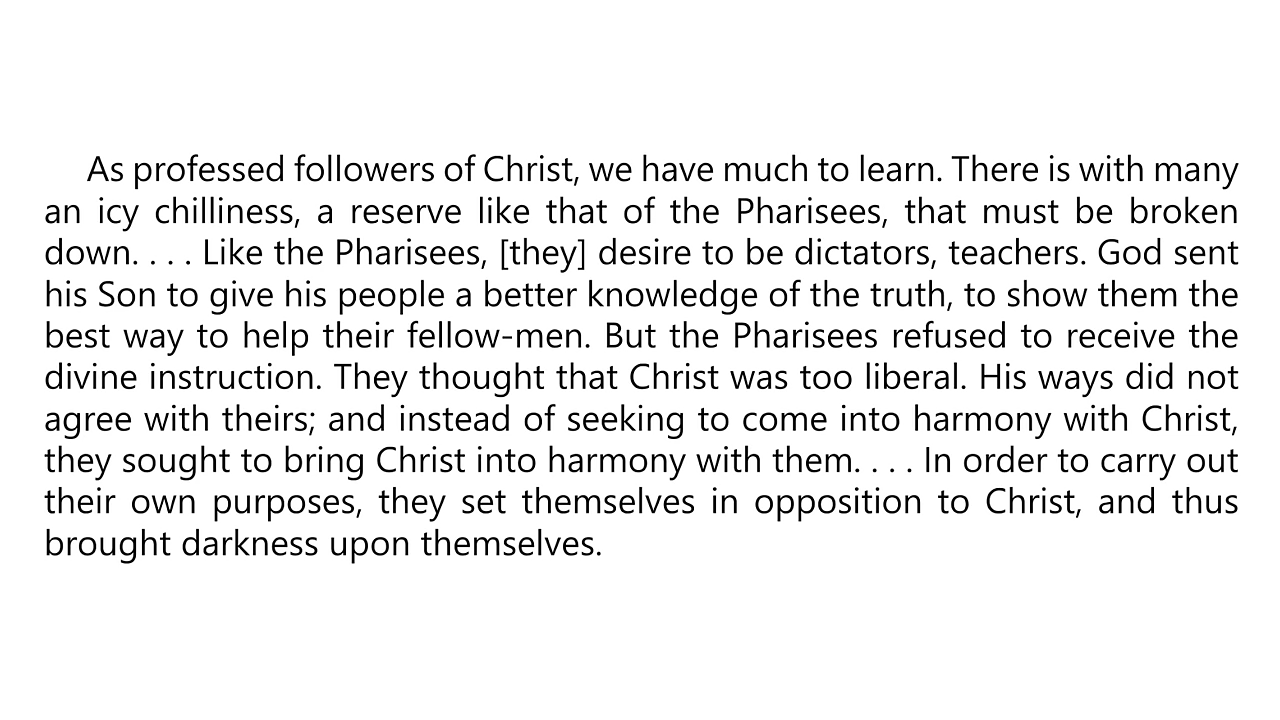 As professed followers of Christ, we have much to learn. There is with many
an icy chilliness, a reserve like that of the Pharisees, that must be broken
down. . . . Like the Pharisees, [they] desire to be dictators, teachers. God sent
his Son to give his people a better knowledge of the truth, to show them the
best way to help their fellow-men. But the Pharisees refused to receive the
divine instruction. They thought that Christ was too liberal. His ways did not
agree with theirs; and instead of seeking to come into harmony with Christ,
they sought to bring Christ into harmony with them. . . . In order to carry out
their own purposes, they set themselves in opposition to Christ, and thus
brought darkness upon themselves.